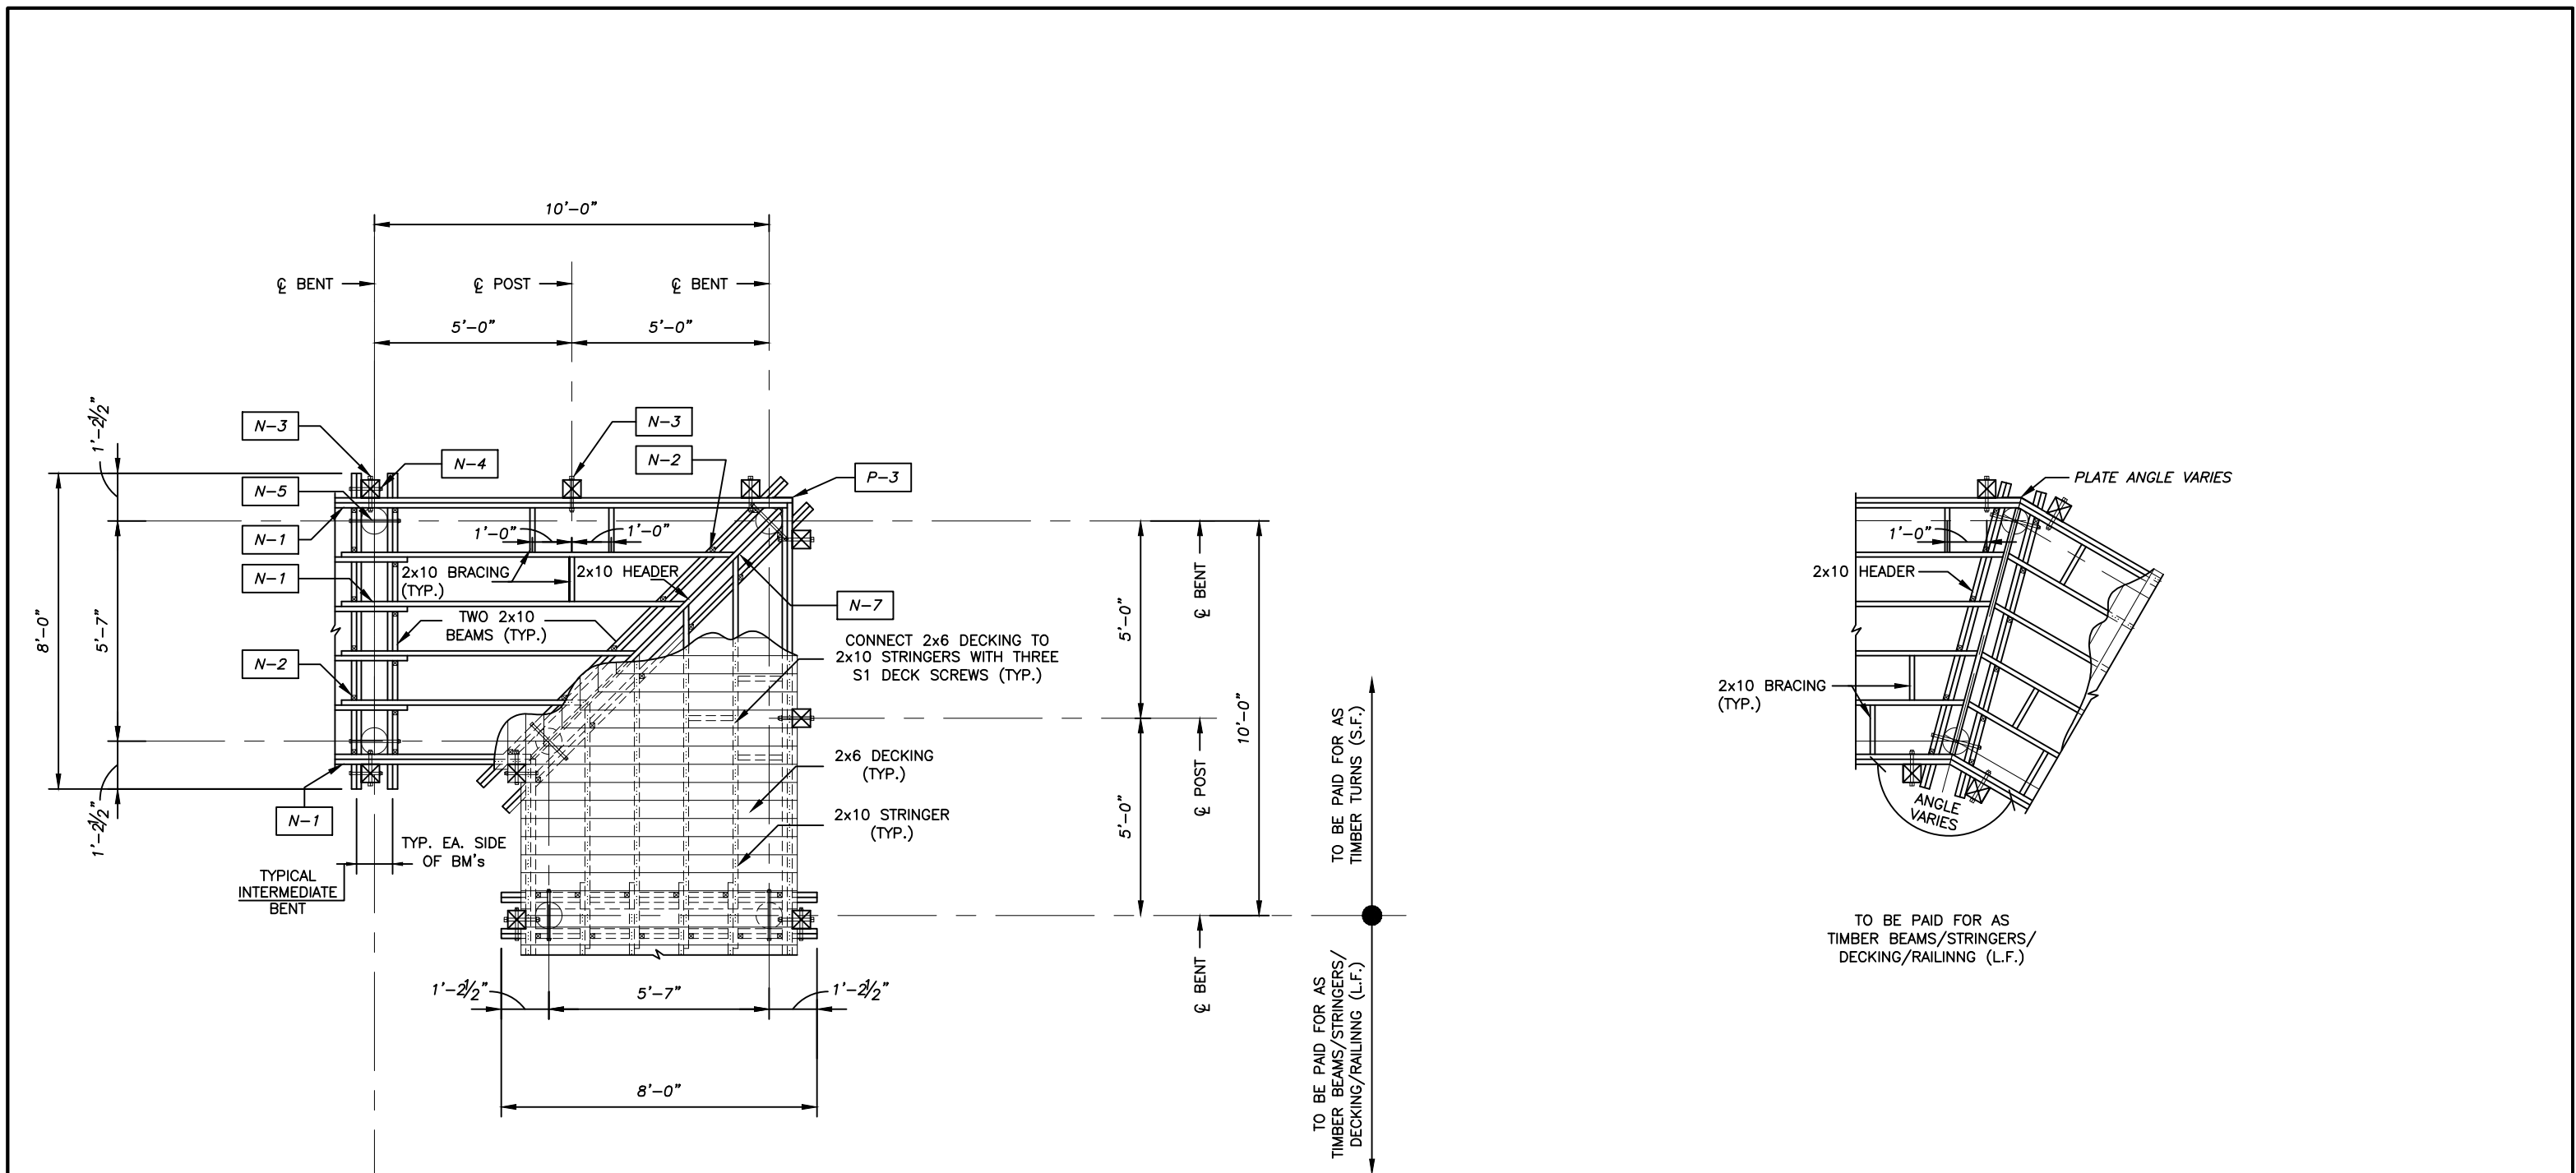 10'-0"
℄ BENT
℄ POST
℄ BENT
5'-0"
5'-0"
1'-2½"
N-3
N-4
N-3
N-2
P-3
N-5
N-1
1'-0"
1'-0"
2x10 BRACING
(TYP.)
2x10 HEADER
N-1
N-7
TWO 2x10
BEAMS (TYP.)
8'-0"
5'-7"
N-2
CONNECT 2x6 DECKING TO
2x10 STRINGERS WITH THREE
S1 DECK SCREWS (TYP.)
2x6 DECKING
(TYP.)
2x10 STRINGER
(TYP.)
1'-2½"
N-1
TYP. EA. SIDE
OF BM's
TYPICAL
INTERMEDIATE
BENT
1'-2½"
5'-7"
1'-2½"
8'-0"
℄ BENT
5'-0"
℄ POST
5'-0"
10'-0"
℄ BENT
TO BE PAID FOR AS
TIMBER TURNS (S.F.)
TO BE PAID FOR AS
TIMBER BEAMS/STRINGERS/
DECKING/RAILINNG (L.F.)
PLATE ANGLE VARIES
1'-0"
2x10 HEADER
2x10 BRACING
(TYP.)
ANGLE
VARIES
TO BE PAID FOR AS
TIMBER BEAMS/STRINGERS/
DECKING/RAILINNG (L.F.)